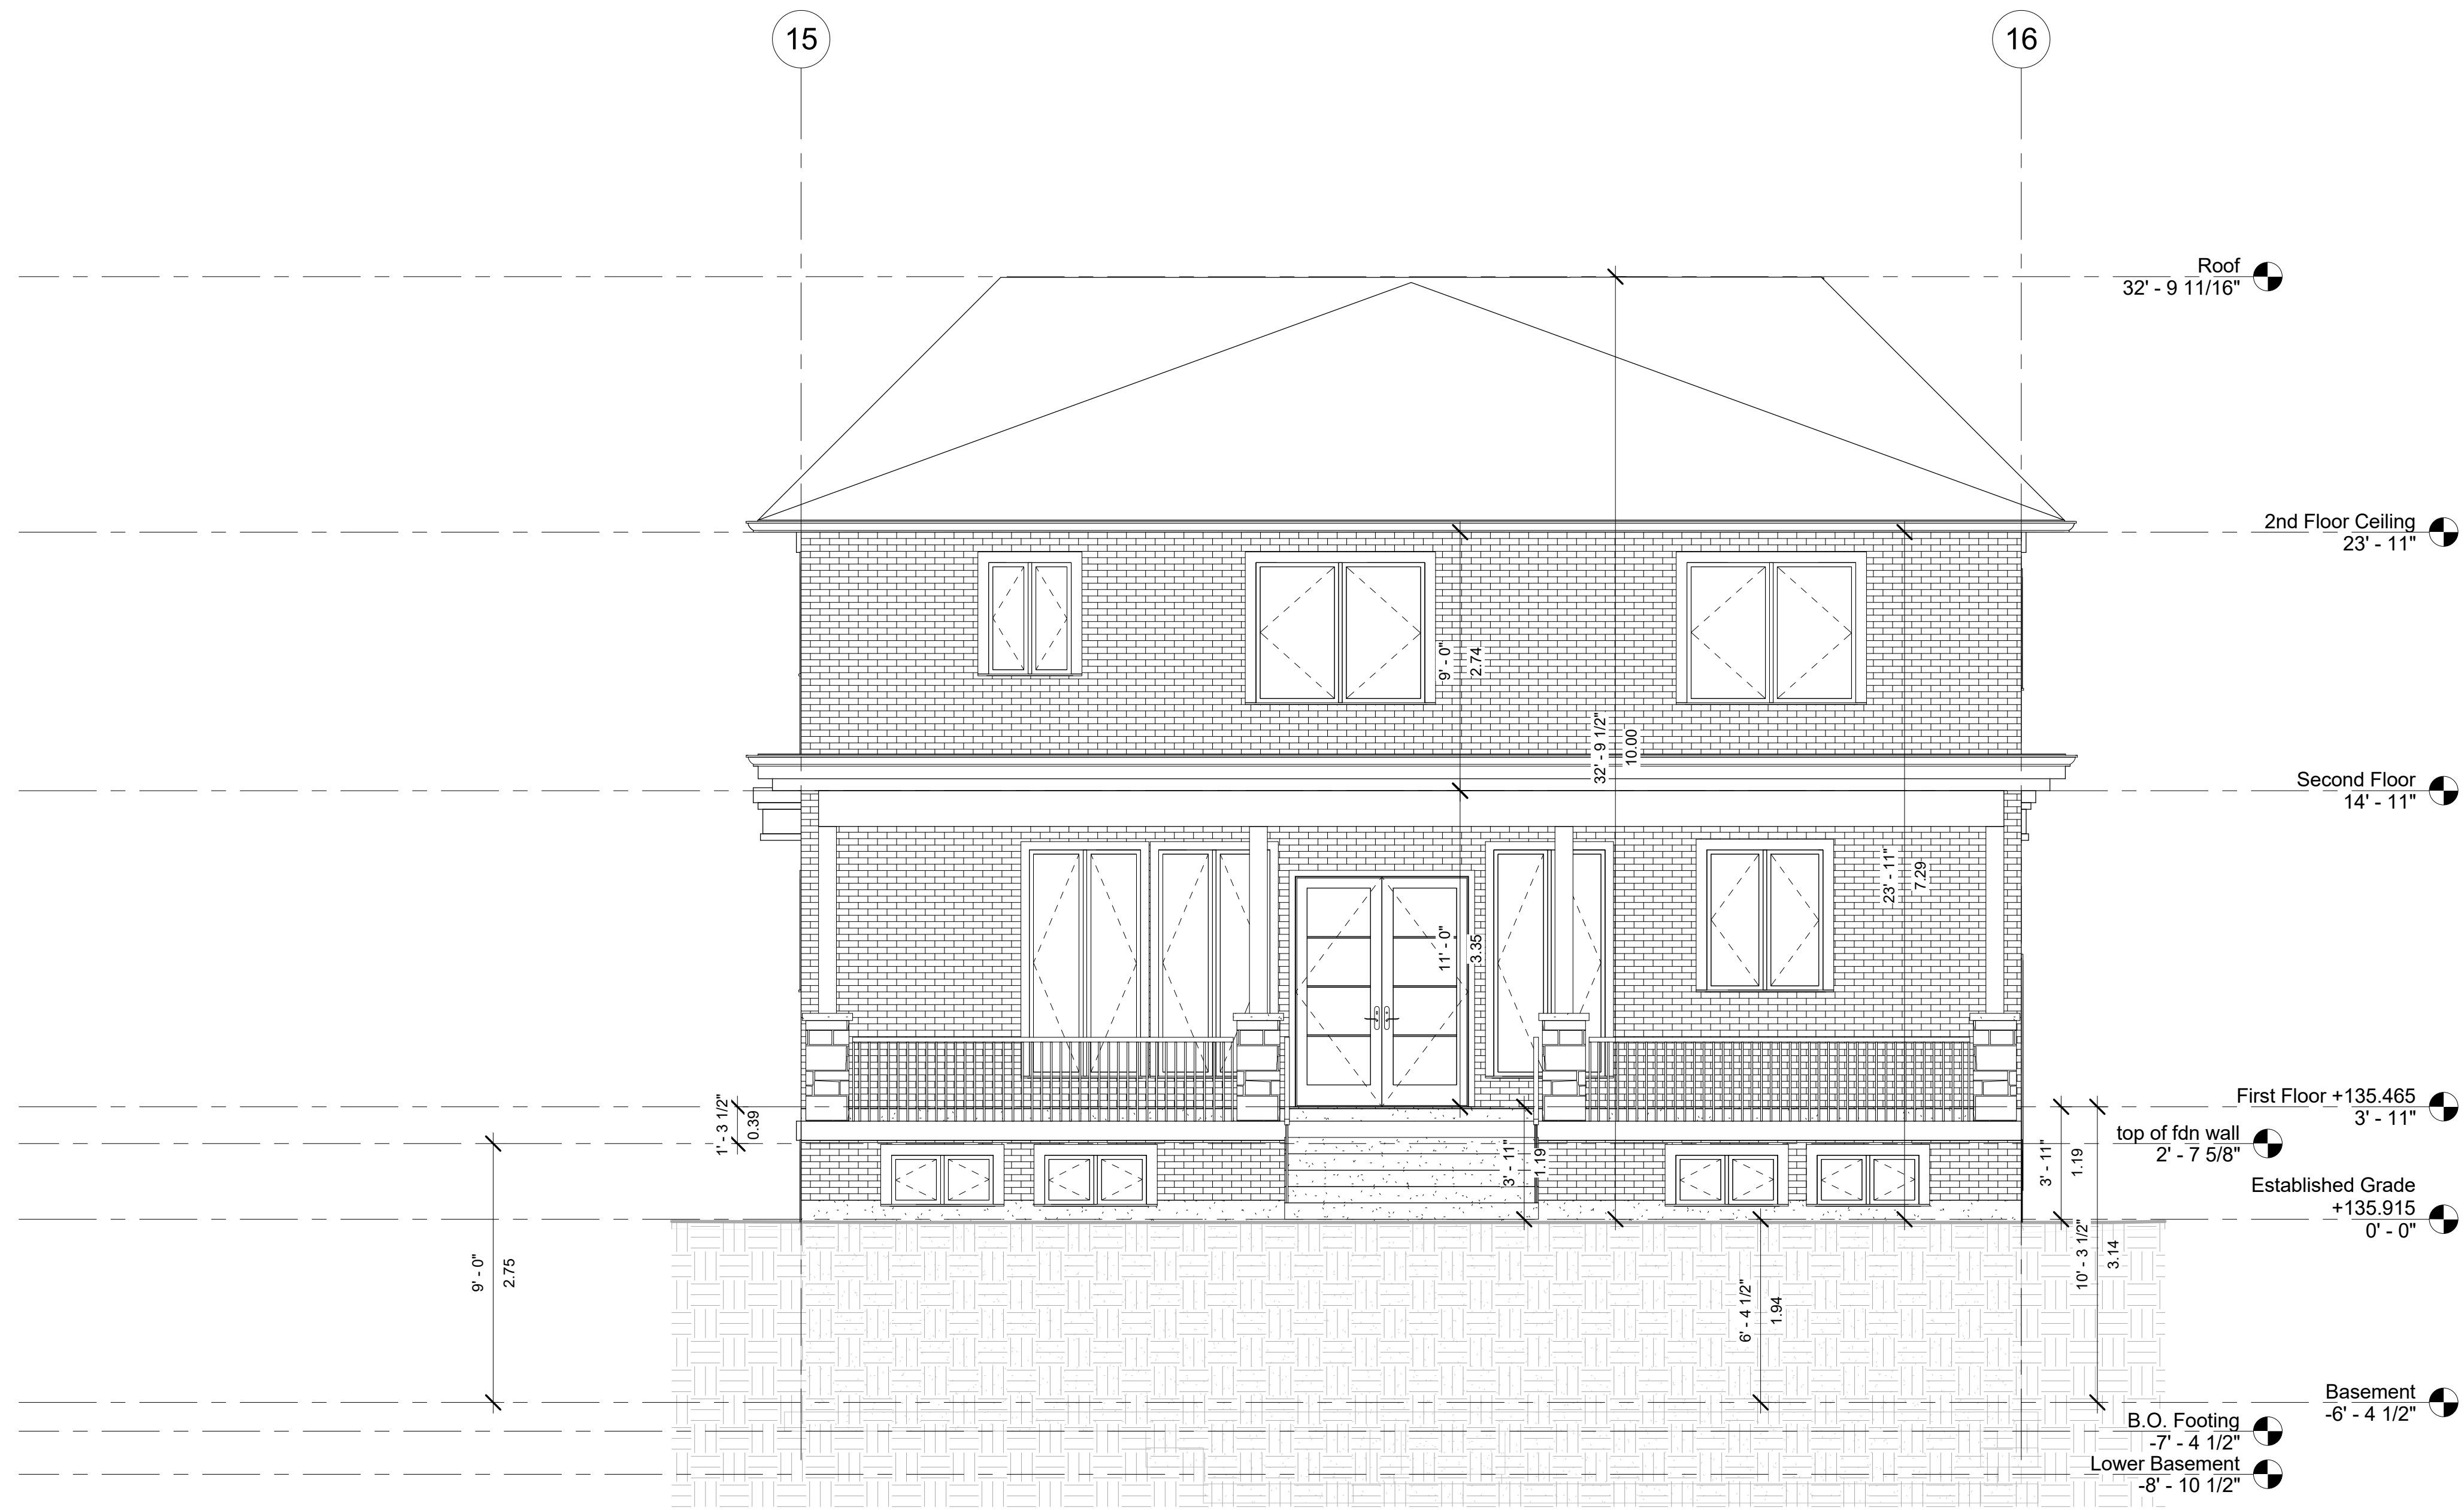 15
16
Roof
32' - 9 11/16"
2nd Floor Ceiling
23' - 11"
9' - 0"
2.74
32' - 9 1/2"
10.00
Second Floor
14' - 11"
23' - 11"
7.29
11' - 0"
3.35
First Floor +135.465
3' - 11"
1' - 3 1/2"
0.39
top of fdn wall
2' - 7 5/8"
3' - 11"
1.19
3' - 11"
1.19
Established Grade
+135.915
0' - 0"
9' - 0"
2.75
6' - 4 1/2"
1.94
10' - 3 1/2"
3.14
Basement
-6' - 4 1/2"
B.O. Footing
-7' - 4 1/2"
Lower Basement
-8' - 10 1/2"